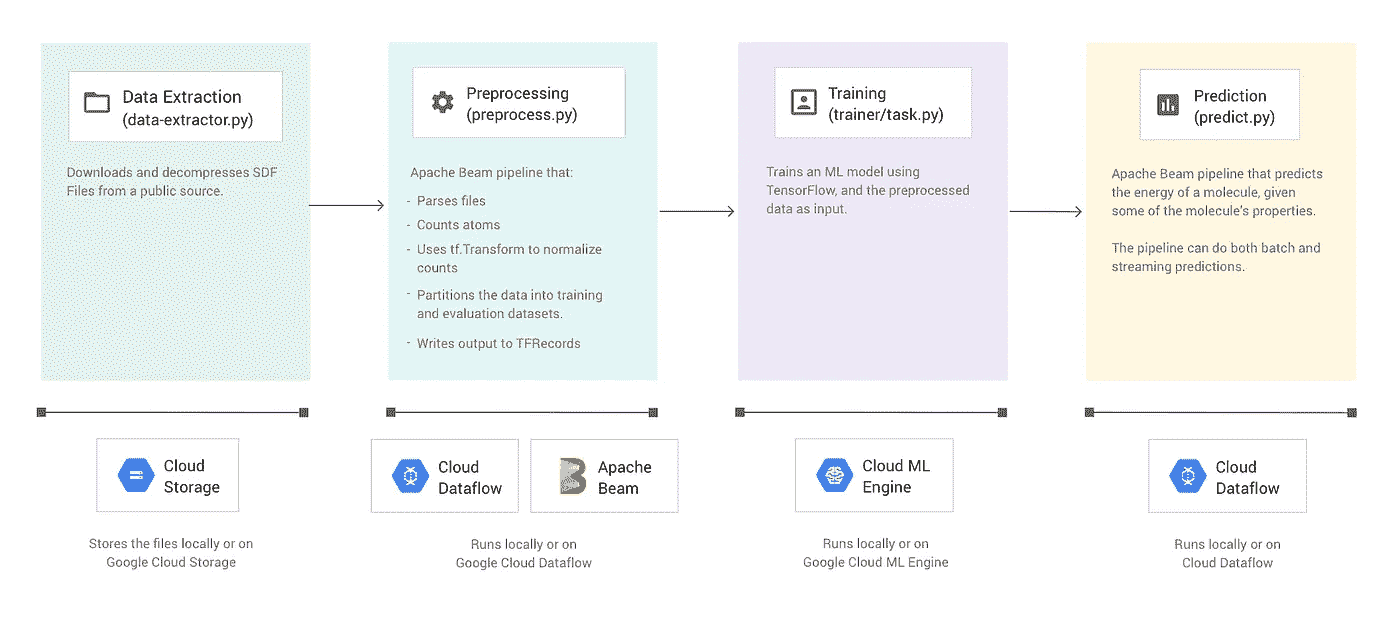 Data Extraction
(data-extractor.py)
Downloads and decompresses SDF
Files from a public source.
Preprocessing
(preprocess.py)
Apache Beam pipeline that:
- Parses files
- Counts atoms
- Uses tf.Transform to normalize
counts
- Partitions the data into training
and evaluation datasets.
- Writes output to TFRecords
Training
(trainer/task.py)
Trains an ML model using
TensorFlow, and the preprocessed
data as input.
Prediction
(predict.py)
Apache Beam pipeline that predicts
the energy of a molecule, given
some of the molecule's properties.
The pipeline can do both batch and
streaming predictions.
Cloud
Storage
Stores the files locally or on
Google Cloud Storage
Cloud
Dataflow
Apache
Beam
Runs locally or on
Google Cloud Dataflow
Cloud ML
Engine
Runs locally or on
Google Cloud ML Engine
Cloud
Dataflow
Runs locally or on
Cloud Dataflow